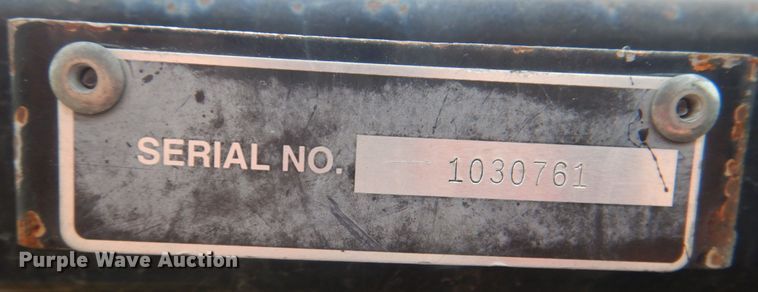 SERIAL NO. 1030761
Purple Wave Auction